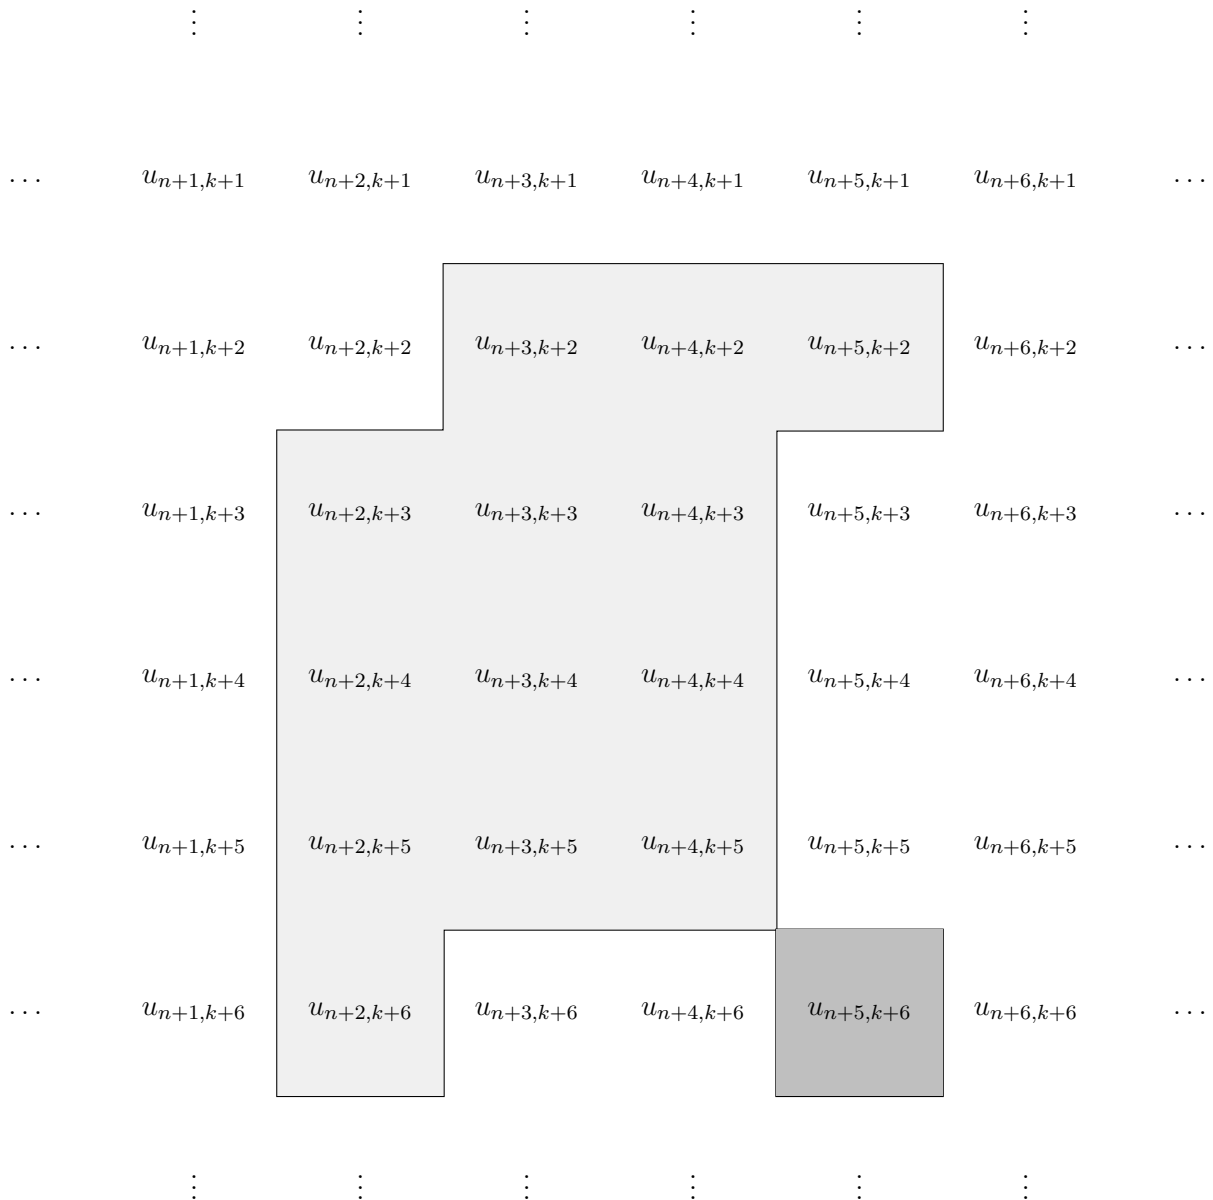 ⋮ ⋮ ⋮ ⋮ ⋮ ⋮
… u_{n+1,k+1} u_{n+2,k+1} u_{n+3,k+1} u_{n+4,k+1} u_{n+5,k+1} u_{n+6,k+1} …
… u_{n+1,k+2} u_{n+2,k+2} u_{n+3,k+2} u_{n+4,k+2} u_{n+5,k+2} u_{n+6,k+2} …
… u_{n+1,k+3} u_{n+2,k+3} u_{n+3,k+3} u_{n+4,k+3} u_{n+5,k+3} u_{n+6,k+3} …
… u_{n+1,k+4} u_{n+2,k+4} u_{n+3,k+4} u_{n+4,k+4} u_{n+5,k+4} u_{n+6,k+4} …
… u_{n+1,k+5} u_{n+2,k+5} u_{n+3,k+5} u_{n+4,k+5} u_{n+5,k+5} u_{n+6,k+5} …
… u_{n+1,k+6} u_{n+2,k+6} u_{n+3,k+6} u_{n+4,k+6} u_{n+5,k+6} u_{n+6,k+6} …
⋮ ⋮ ⋮ ⋮ ⋮ ⋮